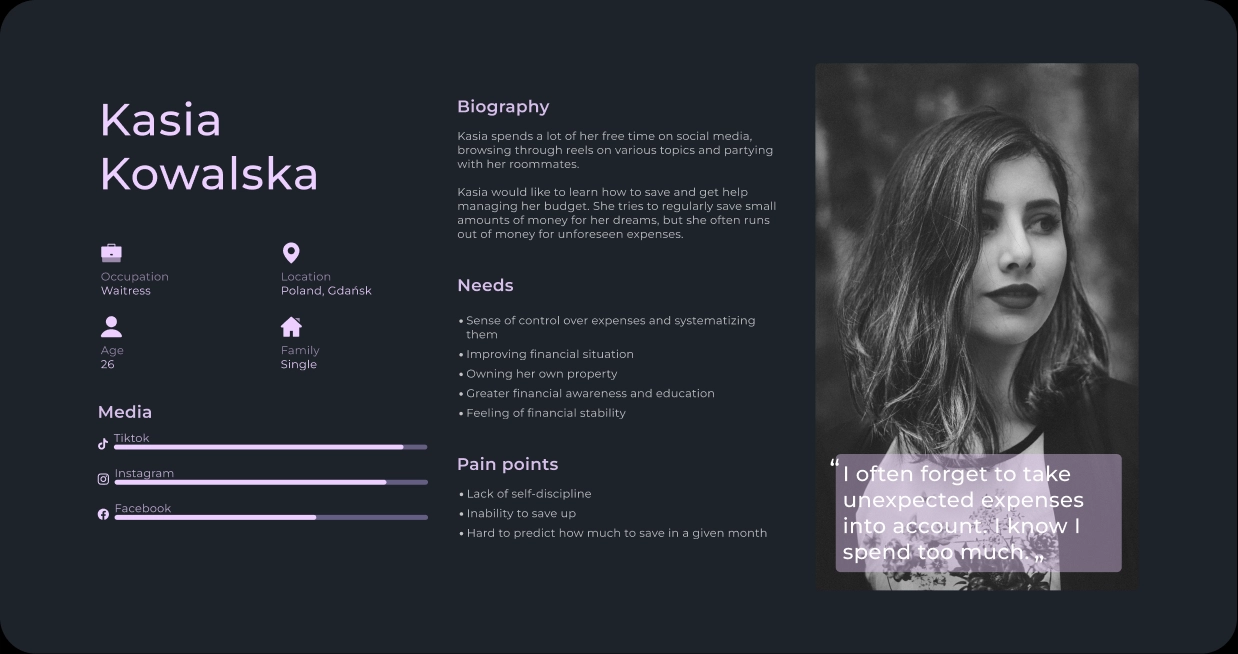 Kasia
Kowalska
Occupation
Waitress
Location
Poland, Gdańsk
Age
26
Family
Single
Media
Tiktok
Instagram
Facebook
Biography
Kasia spends a lot of her free time on social media,
browsing through reels on various topics and partying
with her roommates.
Kasia would like to learn how to save and get help
managing her budget. She tries to regularly save small
amounts of money for her dreams, but she often runs
out of money for unforeseen expenses.
Needs
• Sense of control over expenses and systematizing
them
• Improving financial situation
• Owning her own property
• Greater financial awareness and education
• Feeling of financial stability
Pain points
• Lack of self-discipline
• Inability to save up
• Hard to predict how much to save in a given month
“I often forget to take
unexpected expenses
into account. I know I
spend too much.„